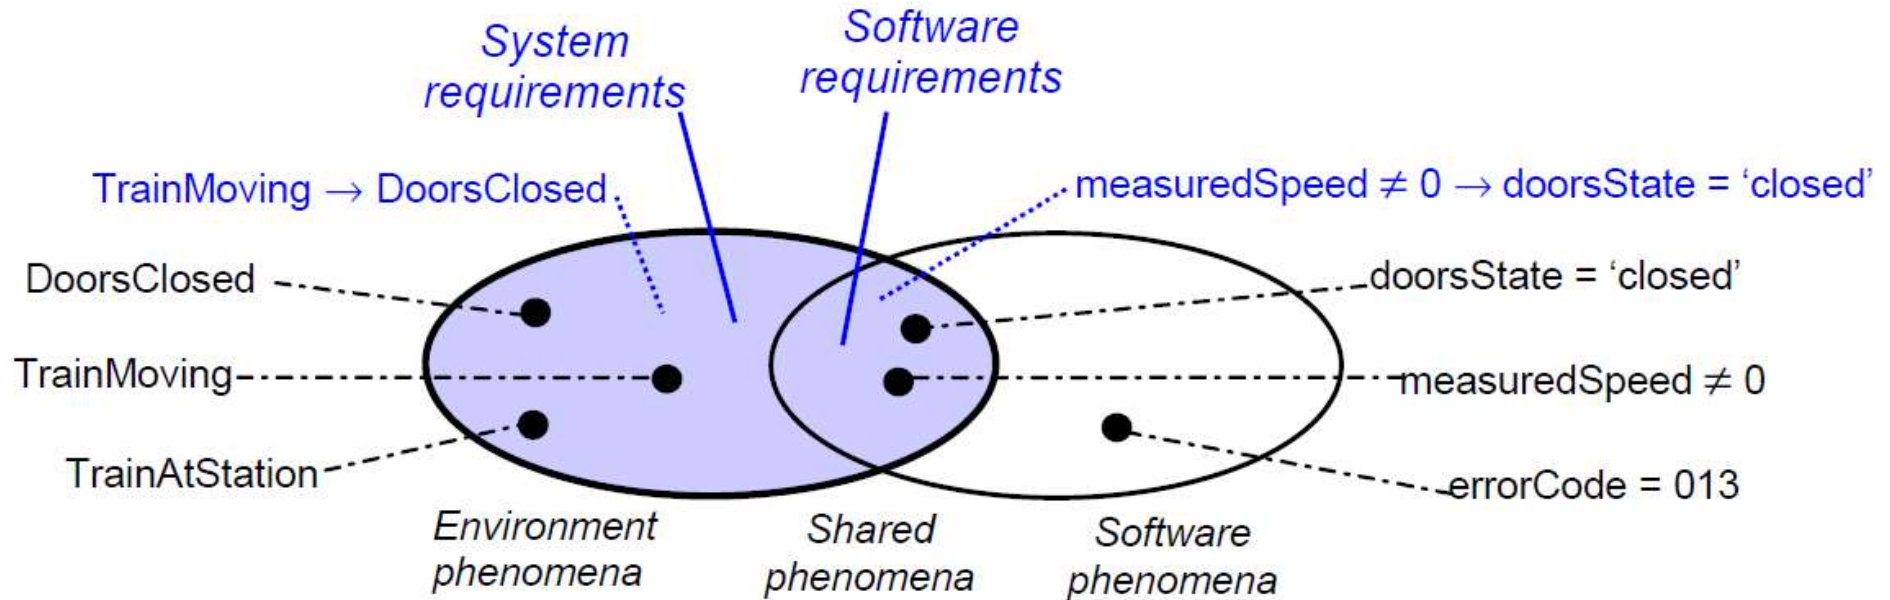 System
requirements
Software
requirements
TrainMoving → DoorsClosed
measuredSpeed ≠ 0 → doorsState = ‘closed’
DoorsClosed
doorsState = ‘closed’
TrainMoving
measuredSpeed ≠ 0
TrainAtStation
errorCode = 013
Environment
phenomena
Shared
phenomena
Software
phenomena